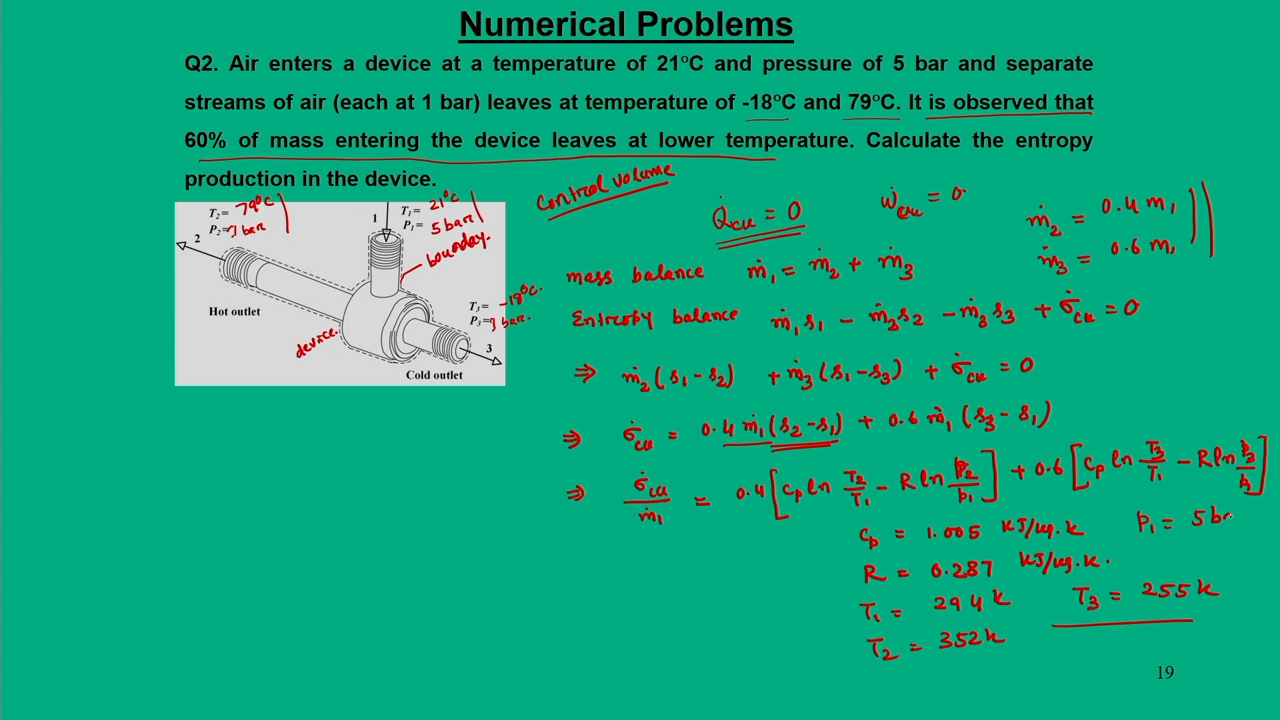 Numerical Problems
Q2. Air enters a device at a temperature of 21°C and pressure of 5 bar and separate
streams of air (each at 1 bar) leaves at temperature of -18°C and 79°C. It is observed that
60% of mass entering the device leaves at lower temperature. Calculate the entropy
production in the device.
T₂= 79°C
P₂= 1 bar
2
1
T₁= 21°C
P₁= 5 bar
boundary.
Hot outlet
device.
T₃= -18°C.
P₃= 1 bar.
3
Cold outlet
Control volume
Q̇cv = 0
Ẇcv = 0
ṁ₂ = 0.4 m₁
ṁ₃ = 0.6 m₁
mass balance ṁ₁ = ṁ₂ + ṁ₃
Entropy balance ṁ₁s₁ - ṁ₂s₂ - ṁ₃s₃ + σ̇cv = 0
⇒ ṁ₂(s₁-s₂) + ṁ₃(s₁-s₃) + σ̇cv = 0
⇒ σ̇cv = 0.4 ṁ₁(s₂-s₁) + 0.6 ṁ₁(s₃-s₁)
⇒ σ̇cv/ṁ₁ = 0.4[cp ln T₂/T₁ - R ln p₂/p₁] + 0.6[cp ln T₃/T₁ - R ln p₃/p₃]
cp = 1.005 kJ/kg.K
p₁ = 5 ba
R = 0.287 kJ/kg.K.
T₁ = 294 K
T₃ = 255 K
T₂ = 352 K
19